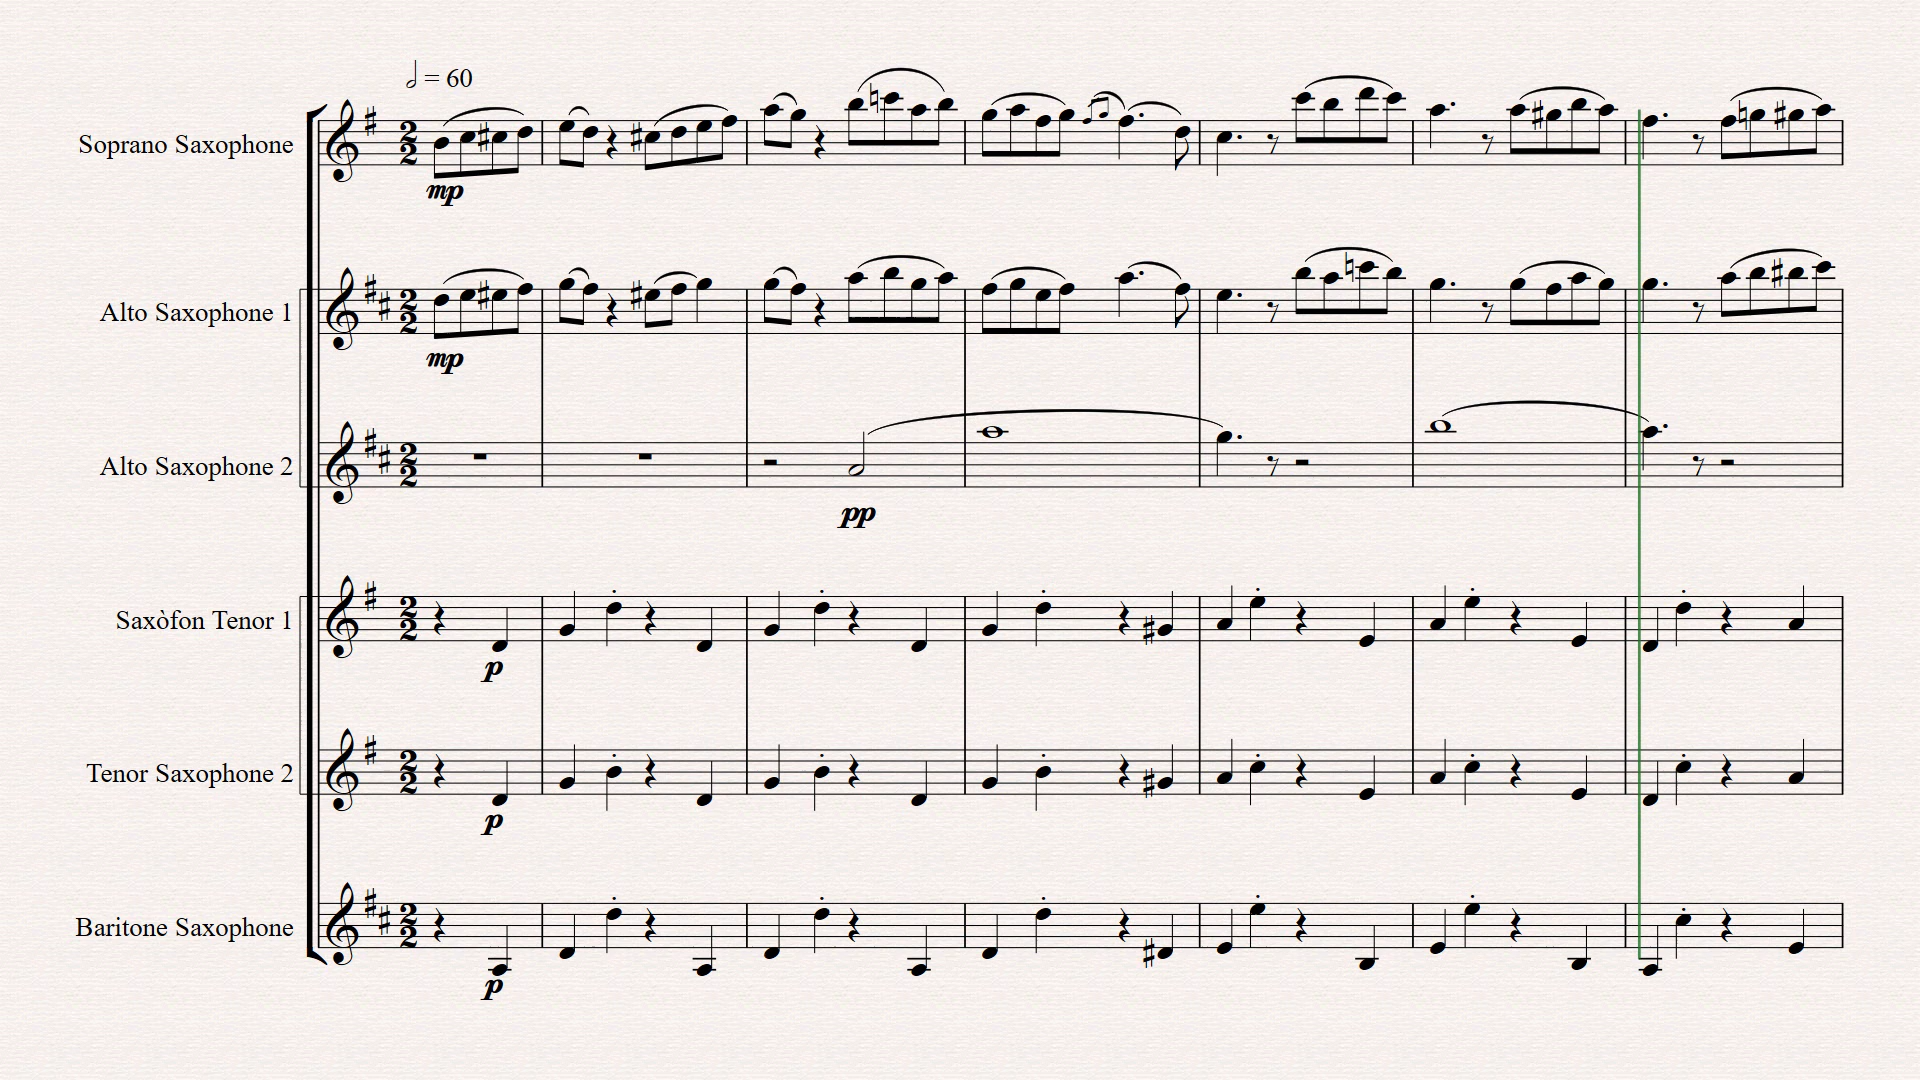 𝅗𝅥 = 60
Soprano Saxophone
mp
Alto Saxophone 1
mp
Alto Saxophone 2
pp
Saxòfon Tenor 1
p
Tenor Saxophone 2
p
Baritone Saxophone
p